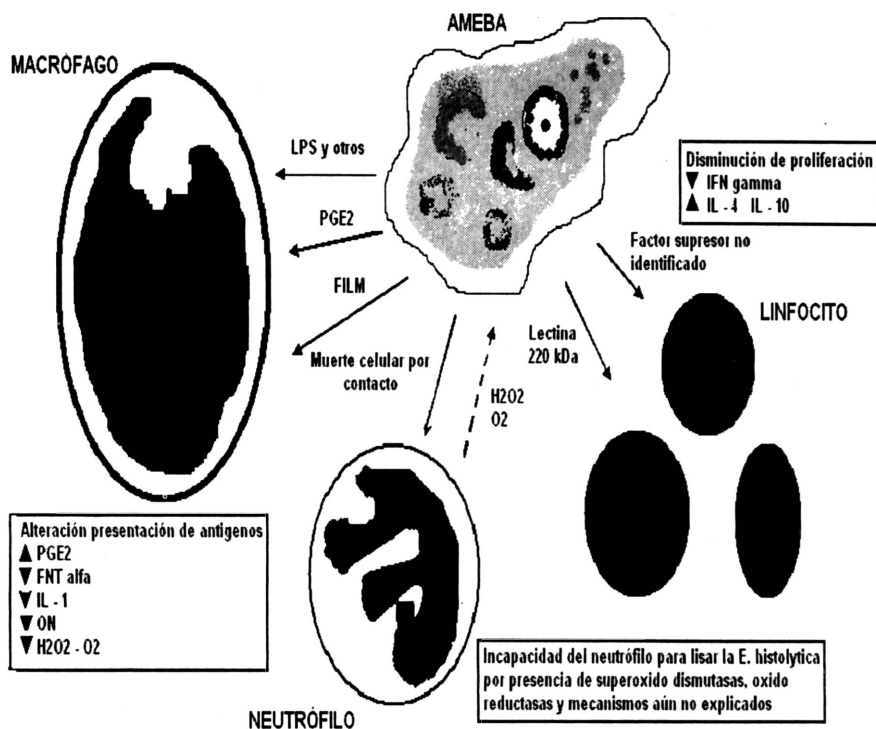 AMEBA
MACRÓFAGO
LPS y otros
PGE2
FILM
Muerte celular por
contacto
H2O2
O2
Lectina
220 kDa
Factor supresor no
identificado
Disminución de proliferación
▼ IFN gamma
▲ IL - 4 IL - 10
LINFOCITO
Alteración presentación de antigenos
▲ PGE2
▼ FNT alfa
▼ IL - 1
▼ ON
▼ H2O2 - O2
NEUTRÓFILO
Incapacidad del neutrófilo para lisar la E. histolytica
por presencia de superoxido dismutasas, oxido
reductasas y mecanismos aún no explicados